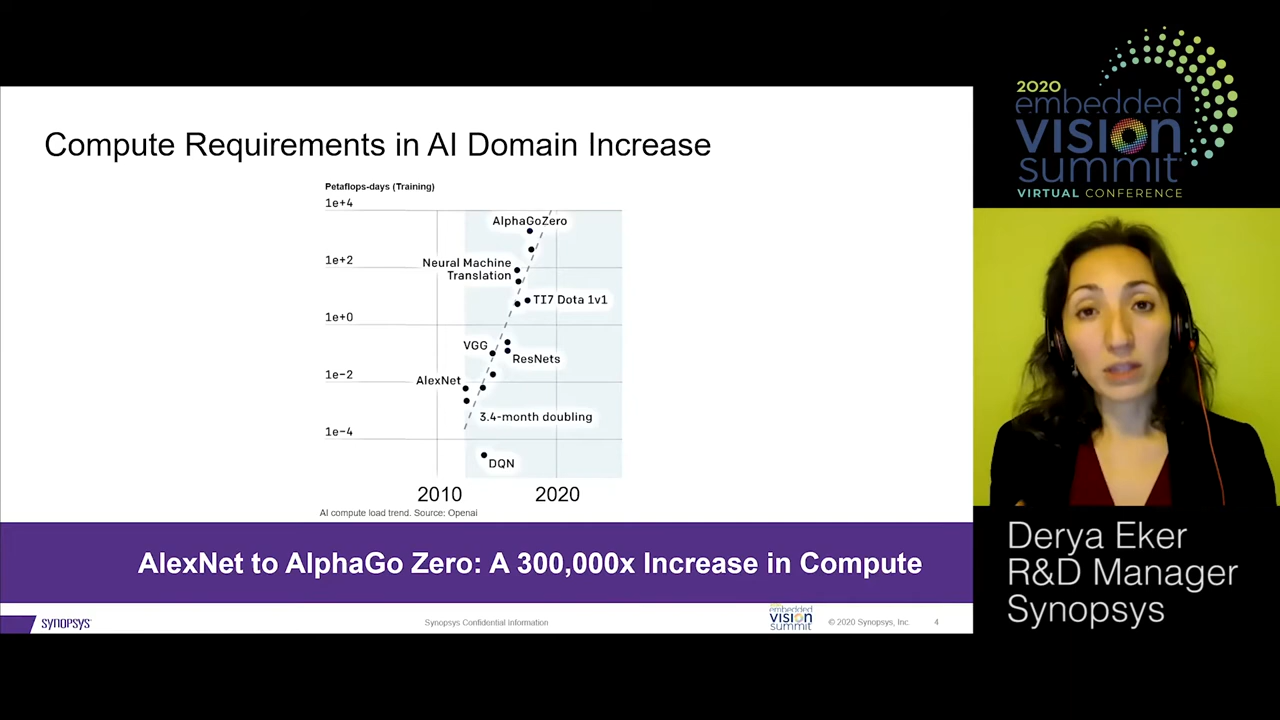 Compute Requirements in AI Domain Increase
Petaflops-days (Training)
1e+4
1e+2
1e+0
1e-2
1e-4
AlphaGoZero
Neural Machine
Translation
TI7 Dota 1v1
VGG
ResNets
AlexNet
3.4-month doubling
DQN
2010
2020
AI compute load trend. Source: Openai
AlexNet to AlphaGo Zero: A 300,000x Increase in Compute
SYNOPSYS
Synopsys Confidential Information
embedded
VISION
summit
© 2020 Synopsys, Inc.
4
2020
embedded
VISION
summit
VIRTUAL CONFERENCE
Derya Eker
R&D Manager
Synopsys